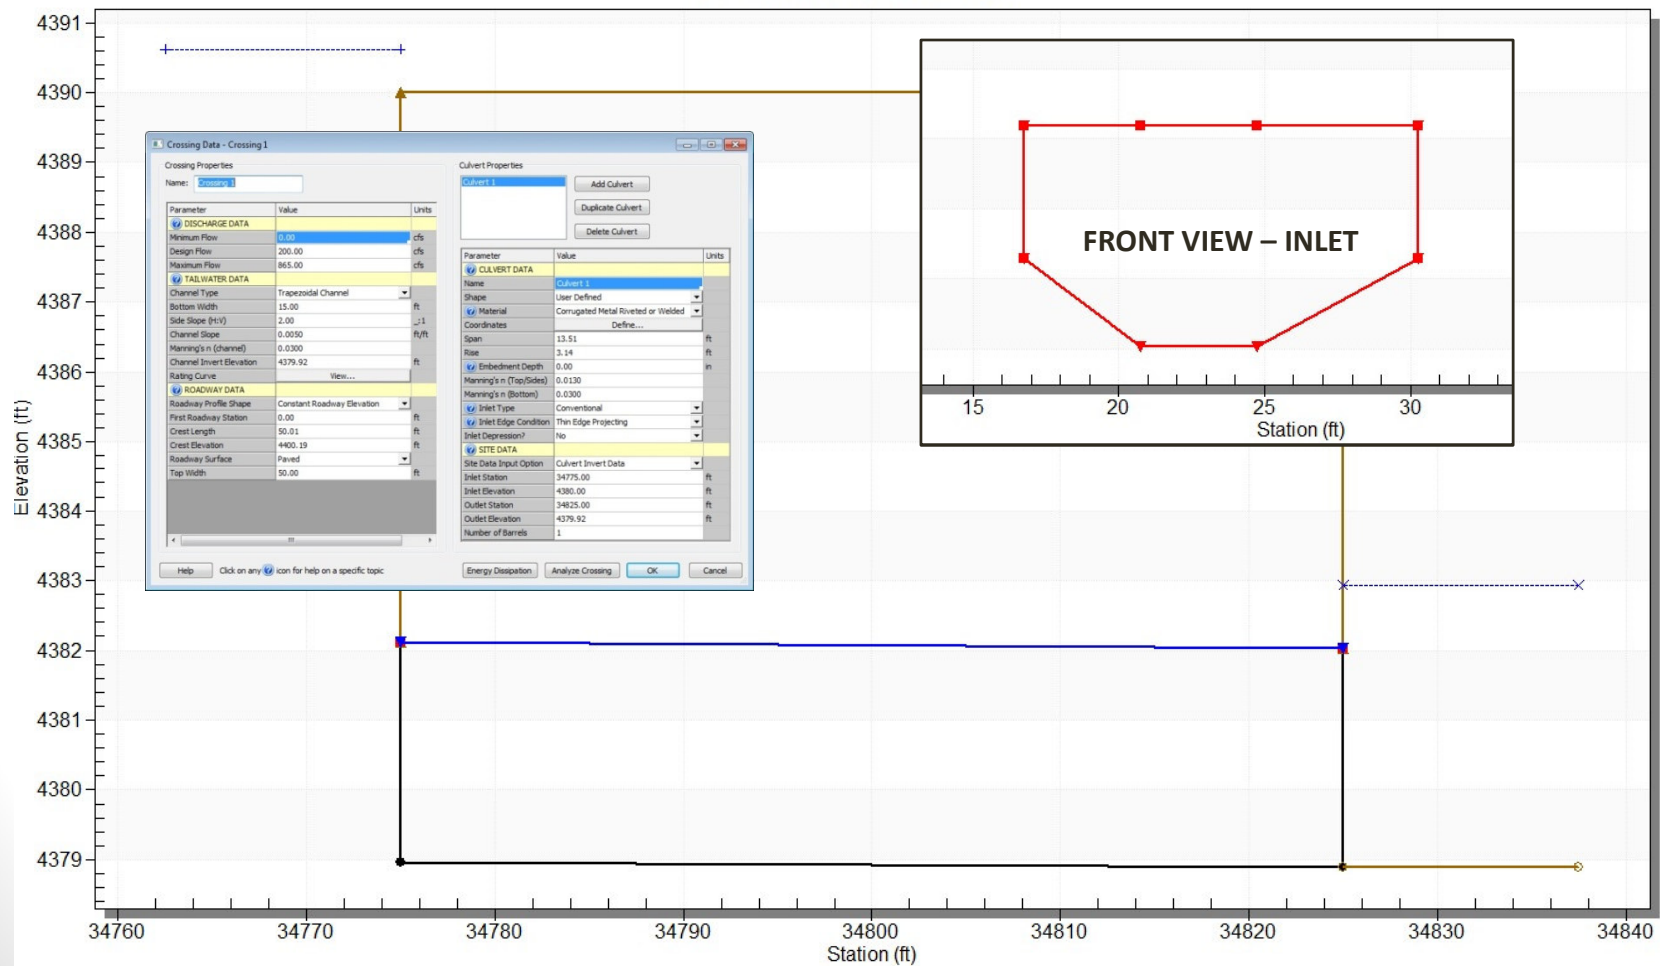 4391
4390
4389
4388
4387
4386
4385
4384
4383
4382
4381
4380
4379
Elevation (ft)
34760 34770 34780 34790 34800 34810 34820 34830 34840
Station (ft)
Crossing Data - Crossing 1
Crossing Properties
Name: Crossing 1
Parameter Value Units
DISCHARGE DATA
Minimum Flow 0.00 cfs
Design Flow 200.00 cfs
Maximum Flow 865.00 cfs
TAILWATER DATA
Channel Type Trapezoidal Channel
Bottom Width 15.00 ft
Side Slope (H:V) 2.00 _:1
Channel Slope 0.0050 ft/ft
Manning's n (channel) 0.0300
Channel Invert Elevation 4379.92 ft
Rating Curve View...
ROADWAY DATA
Roadway Profile Shape Constant Roadway Elevation
First Roadway Station 0.00 ft
Crest Length 50.01 ft
Crest Elevation 4400.19 ft
Roadway Surface Paved
Top Width 50.00 ft
Culvert Properties
Culvert 1
Add Culvert
Duplicate Culvert
Delete Culvert
Parameter Value Units
CULVERT DATA
Name Culvert 1
Shape User Defined
Material Corrugated Metal Riveted or Welded
Coordinates Define...
Span 13.51 ft
Rise 3.14 ft
Embedment Depth 0.00 in
Manning's n (Top/Sides) 0.0130
Manning's n (Bottom) 0.0300
Inlet Type Conventional
Inlet Edge Condition Thin Edge Projecting
Inlet Depression? No
SITE DATA
Site Data Input Option Culvert Invert Data
Inlet Station 34775.00 ft
Inlet Elevation 4380.00 ft
Outlet Station 34825.00 ft
Outlet Elevation 4379.92 ft
Number of Barrels 1
Help Click on any icon for help on a specific topic Energy Dissipation Analyze Crossing OK Cancel
FRONT VIEW – INLET
15 20 25 30
Station (ft)